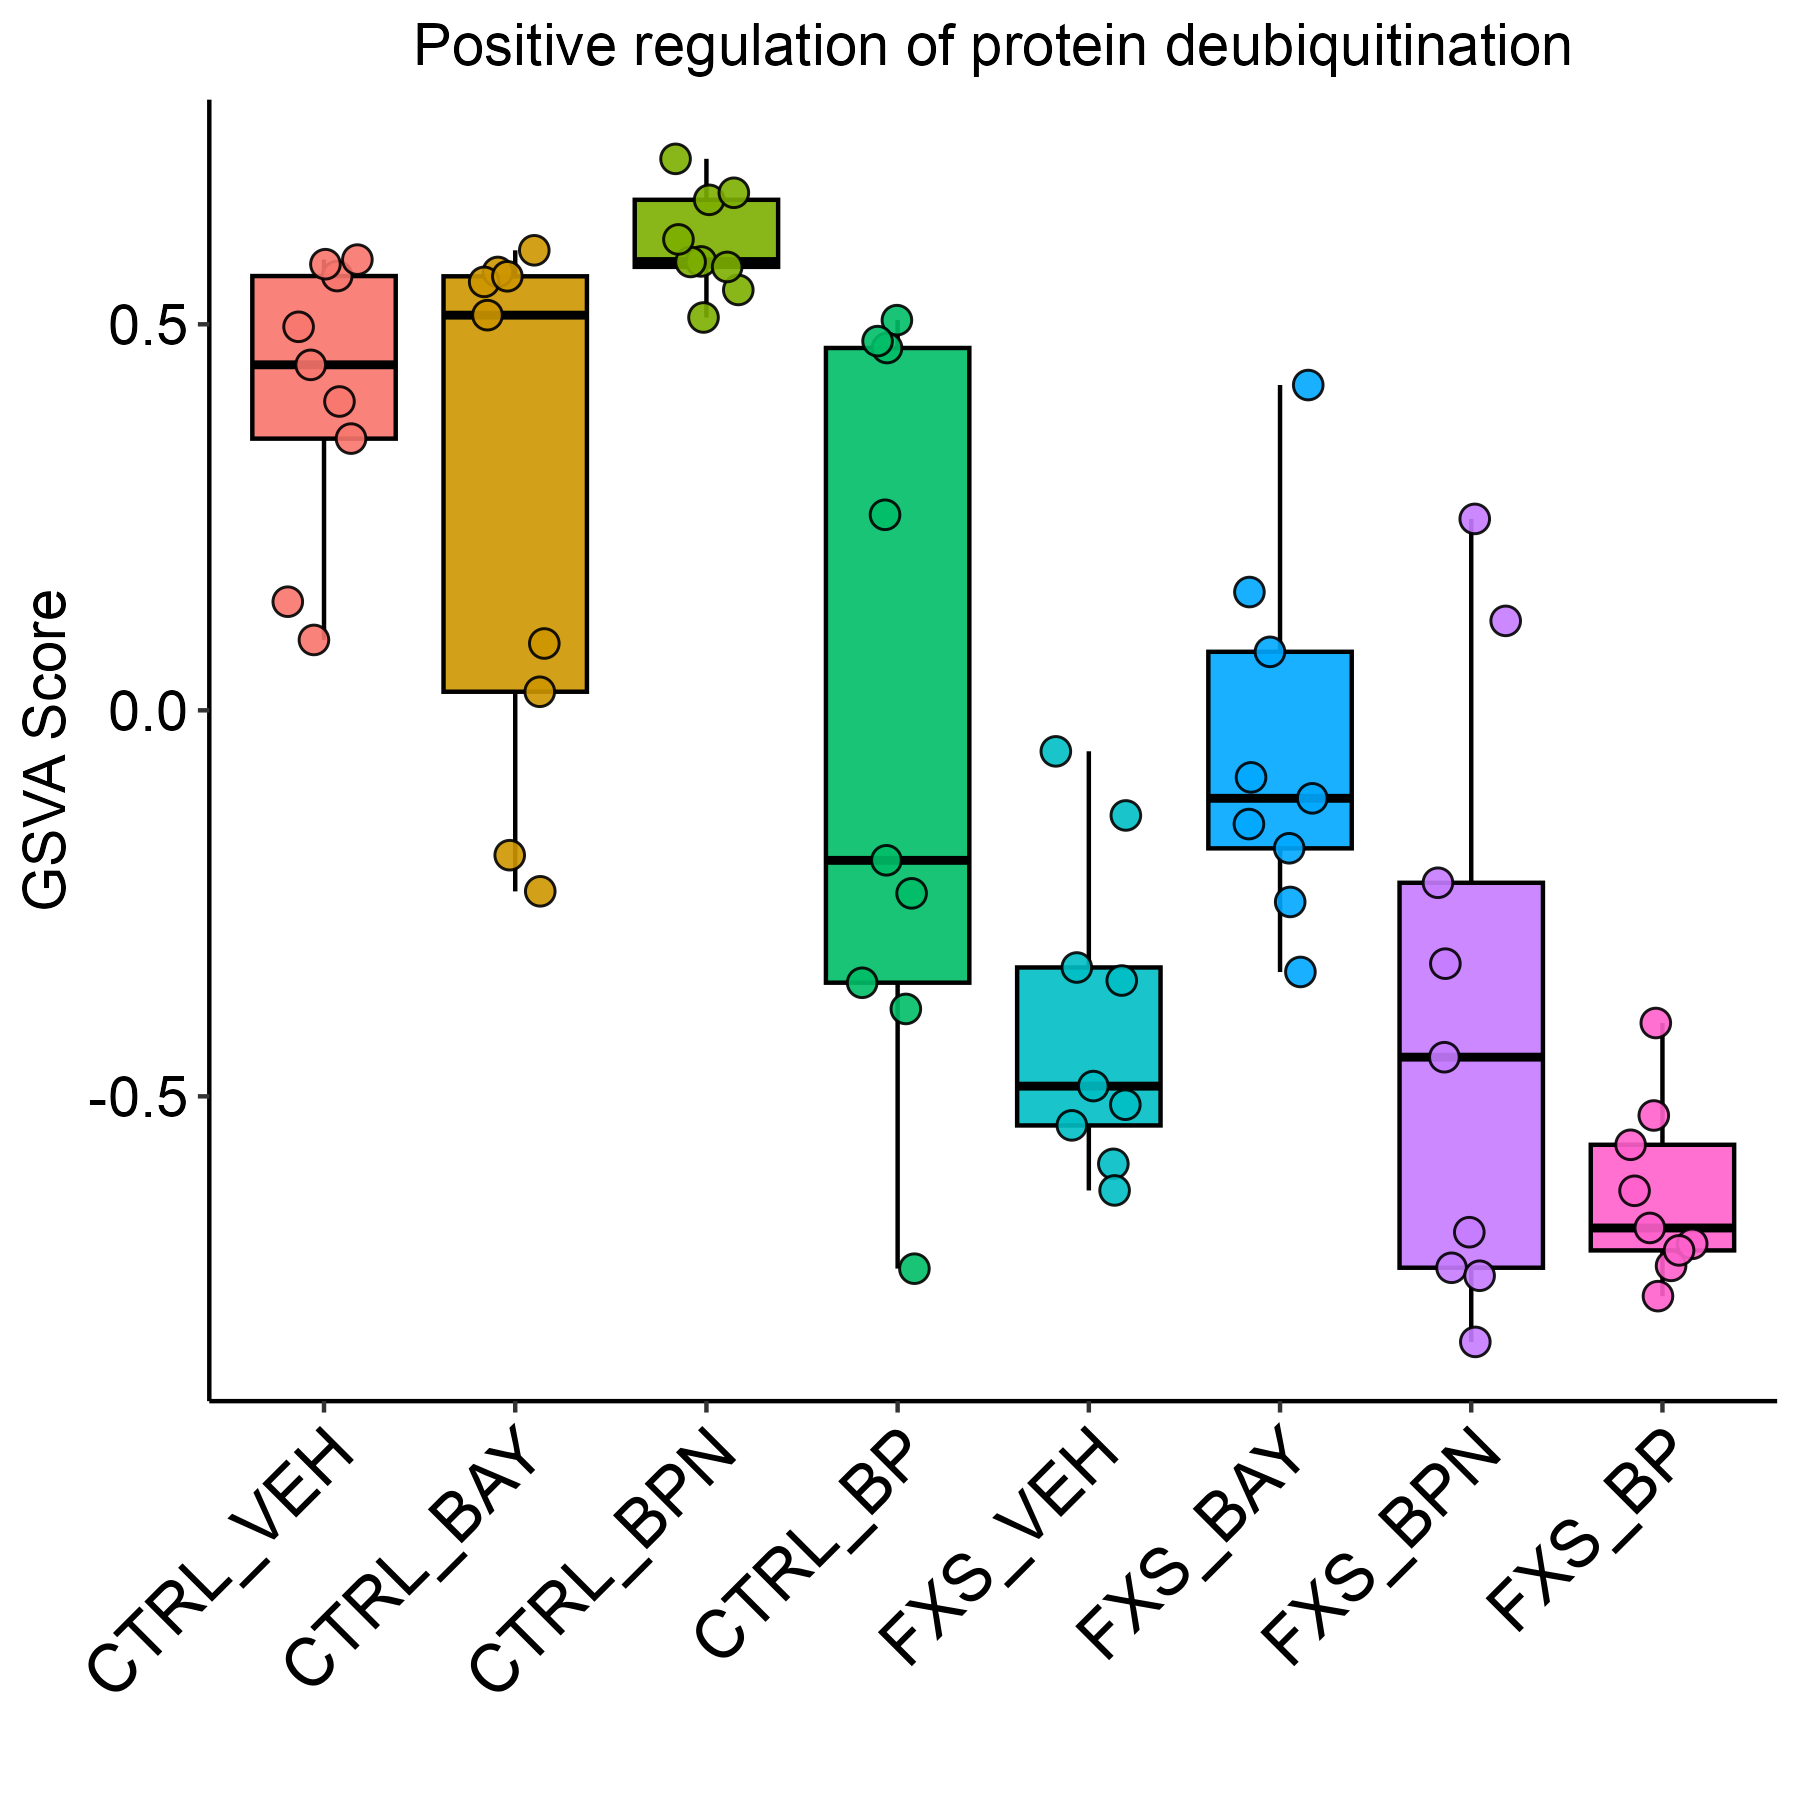 Positive regulation of protein deubiquitination
GSVA Score
0.5
0.0
-0.5
CTRL_VEH
CTRL_BAY
CTRL_BPN
CTRL_BP
FXS_VEH
FXS_BAY
FXS_BPN
FXS_BP